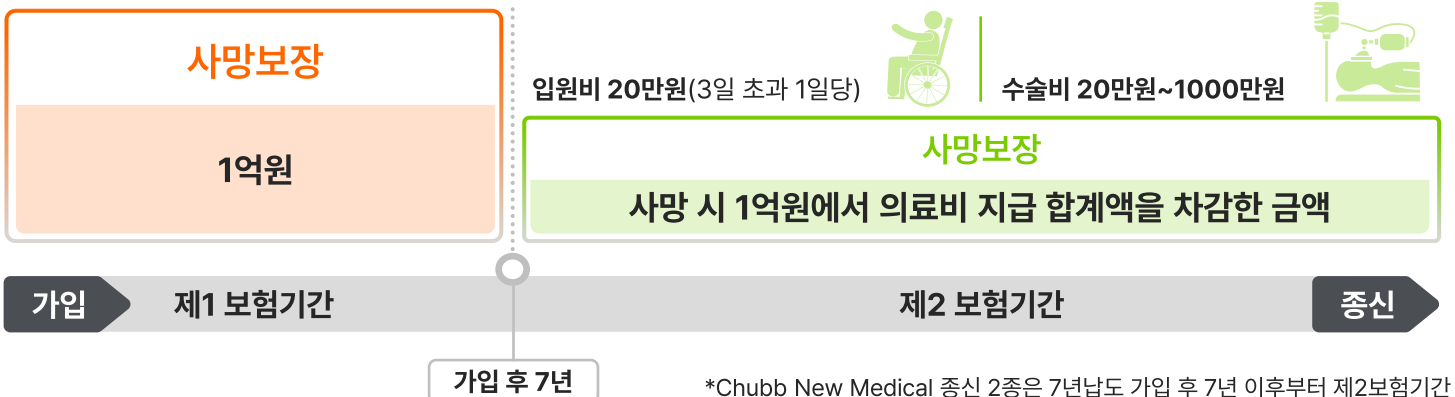 사망보장
1억원
입원비 20만원(3일 초과 1일당)
수술비 20만원~1000만원
사망보장
사망 시 1억원에서 의료비 지급 합계액을 차감한 금액
가입
제1 보험기간
제2 보험기간
종신
가입 후 7년
*Chubb New Medical 종신 2종은 7년납도 가입 후 7년 이후부터 제2보험기간